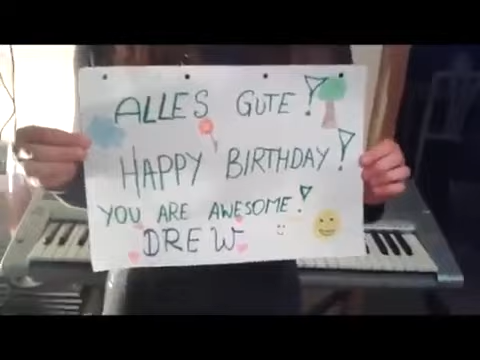 ALLES GUTE!
HAPPY BIRTHDAY!
YOU ARE AWESOME!
DREW